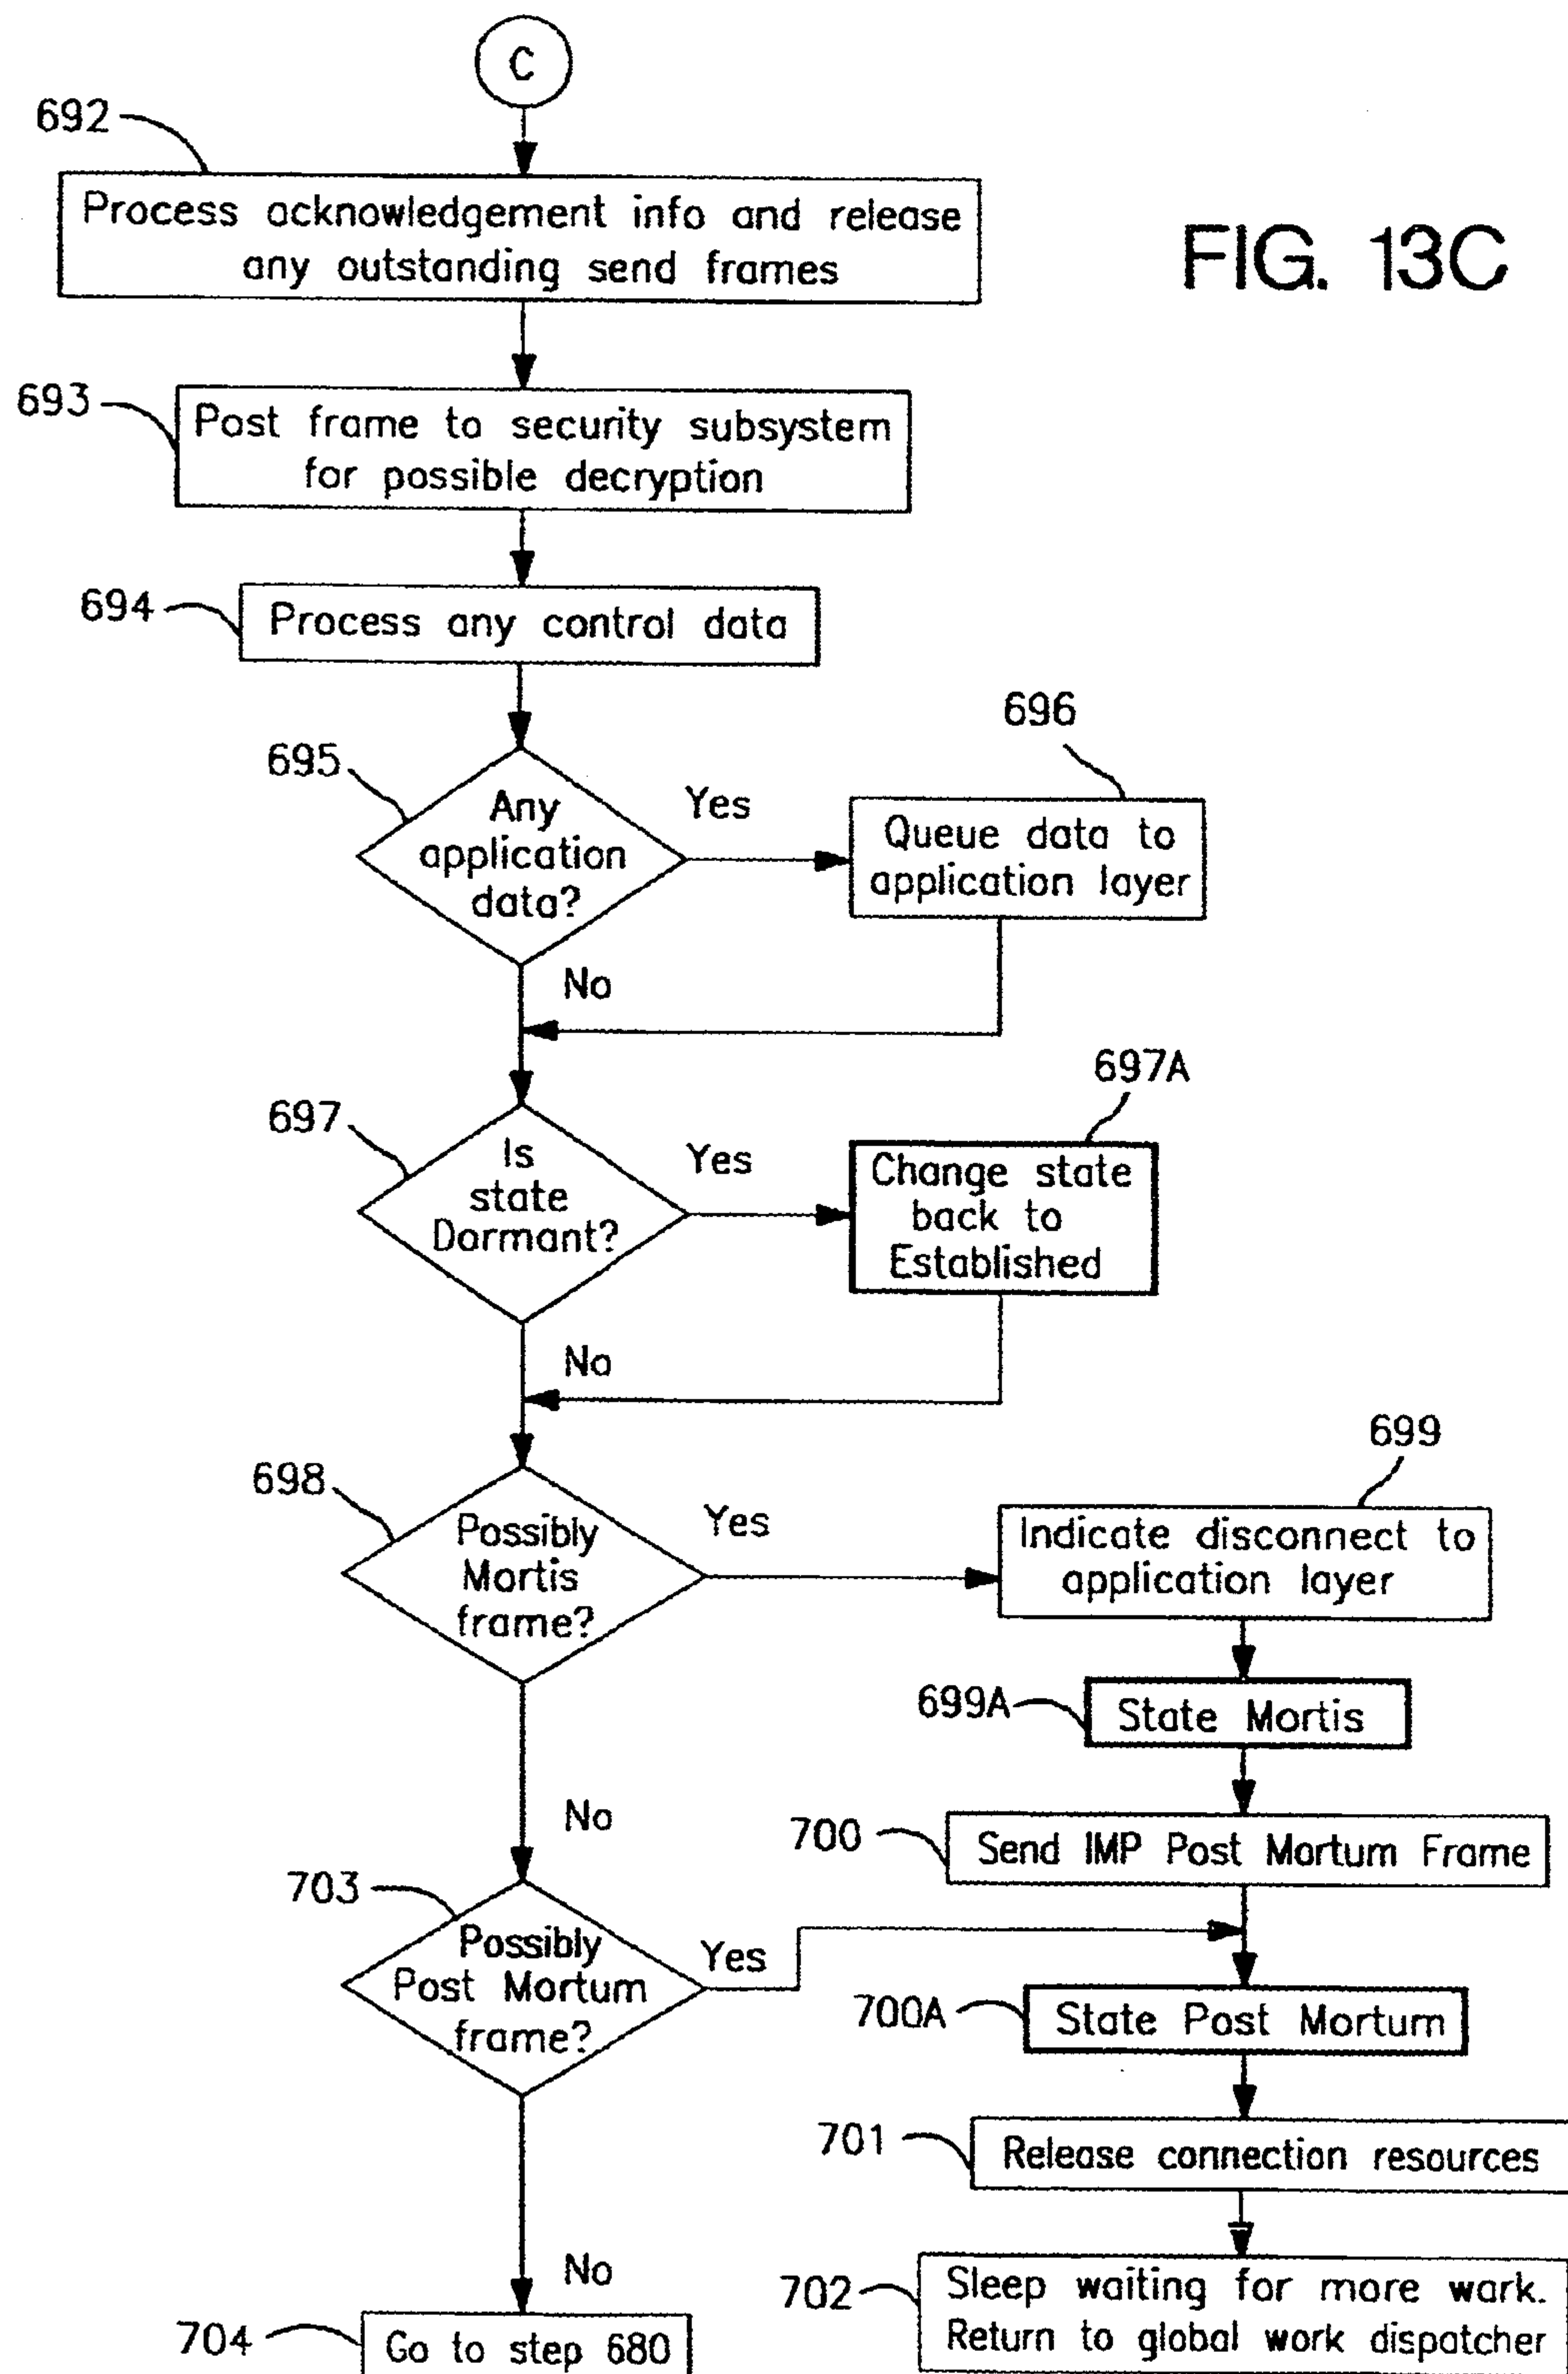 C
692
Process acknowledgement info and release
any outstanding send frames
FIG. 13C
693
Post frame to security subsystem
for possible decryption
694
Process any control data
695
Any
application
data?
Yes
696
Queue data to
application layer
No
697
Is
state
Dormant?
Yes
697A
Change state
back to
Established
No
698
Possibly
Mortis
frame?
Yes
699
Indicate disconnect to
application layer
699A
State Mortis
No
700
Send IMP Post Mortum Frame
703
Possibly
Post Mortum
frame?
Yes
700A
State Post Mortum
701
Release connection resources
No
702
Sleep waiting for more work.
Return to global work dispatcher
704
Go to step 680